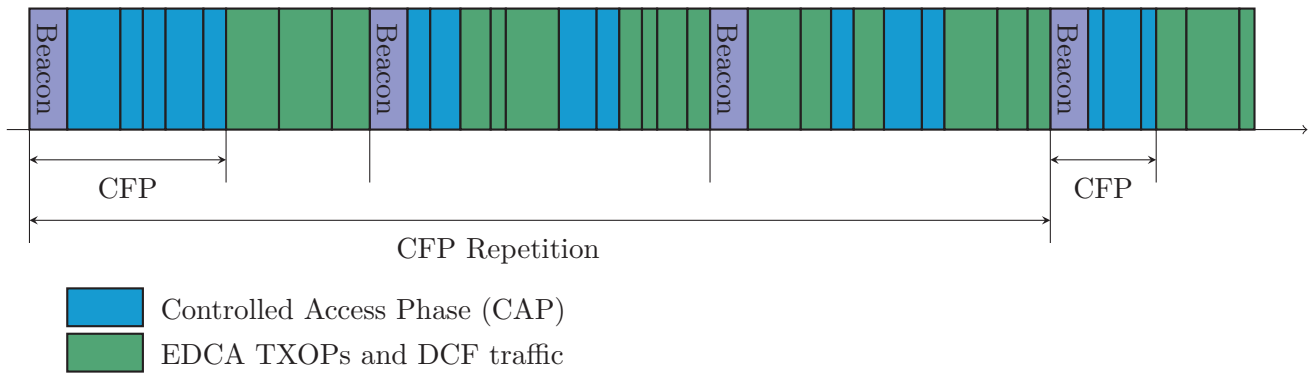 Beacon
Beacon
Beacon
Beacon
CFP
CFP
CFP Repetition
Controlled Access Phase (CAP)
EDCA TXOPs and DCF traffic